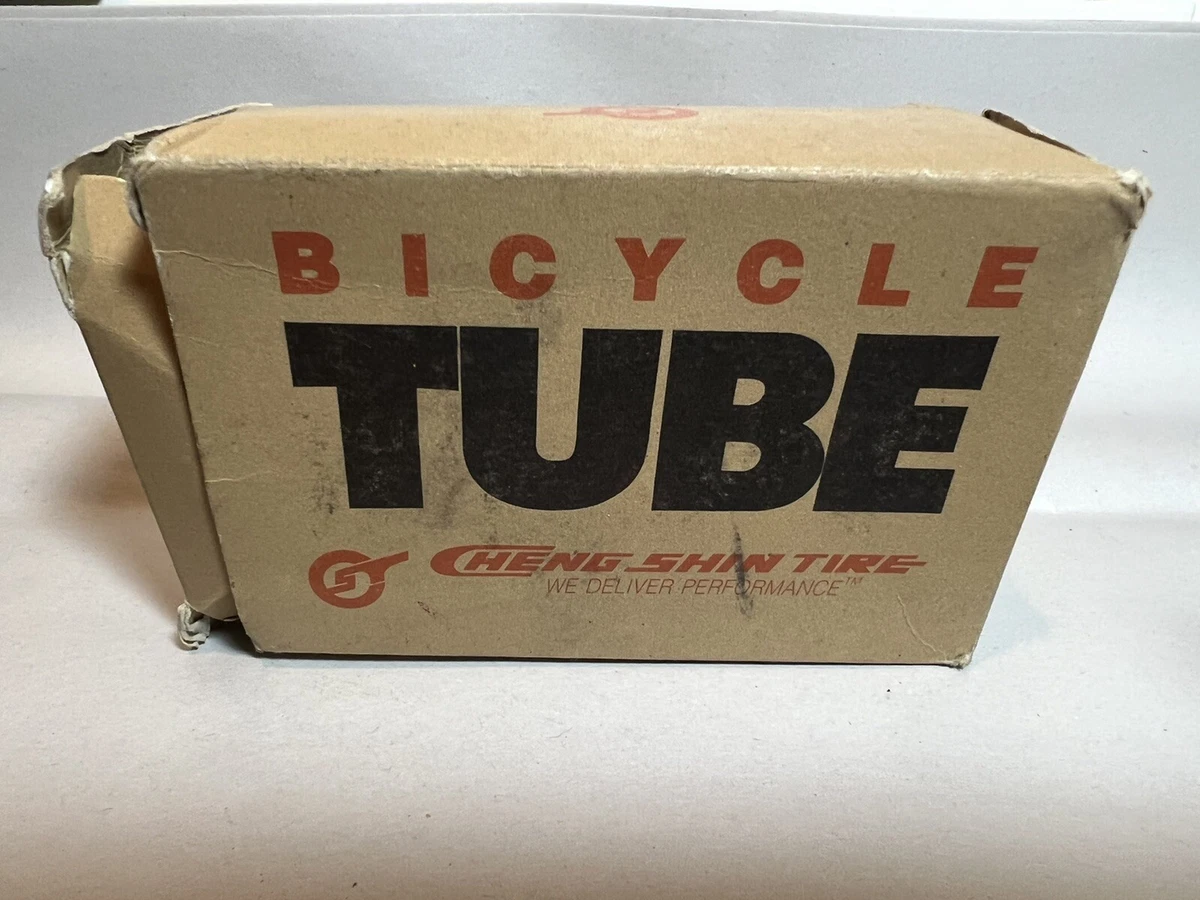 BICYCLE
TUBE
CHENG SHIN TIRE
WE DELIVER PERFORMANCE™